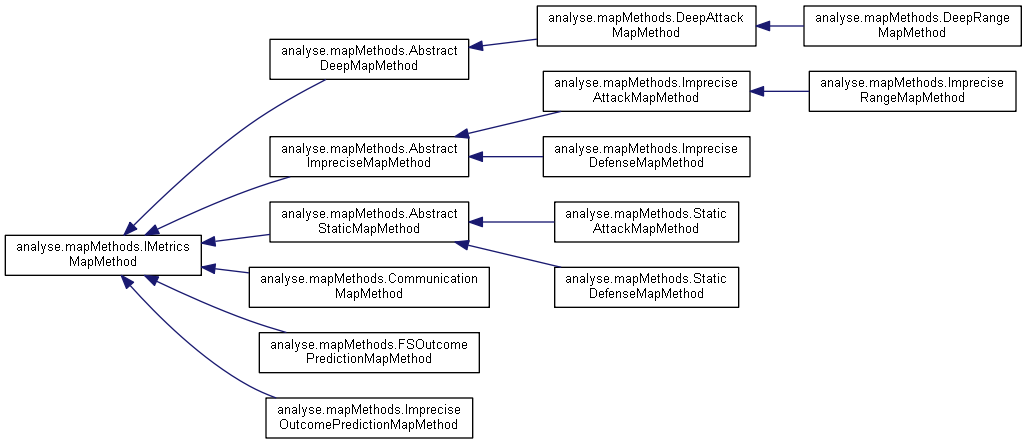 analyse.mapMethods.IMetrics
MapMethod
analyse.mapMethods.Abstract
DeepMapMethod
analyse.mapMethods.DeepAttack
MapMethod
analyse.mapMethods.DeepRange
MapMethod
analyse.mapMethods.Abstract
ImpreciseMapMethod
analyse.mapMethods.Imprecise
AttackMapMethod
analyse.mapMethods.Imprecise
RangeMapMethod
analyse.mapMethods.Imprecise
DefenseMapMethod
analyse.mapMethods.Abstract
StaticMapMethod
analyse.mapMethods.Static
AttackMapMethod
analyse.mapMethods.Static
DefenseMapMethod
analyse.mapMethods.Communication
MapMethod
analyse.mapMethods.FSOutcome
PredictionMapMethod
analyse.mapMethods.Imprecise
OutcomePredictionMapMethod